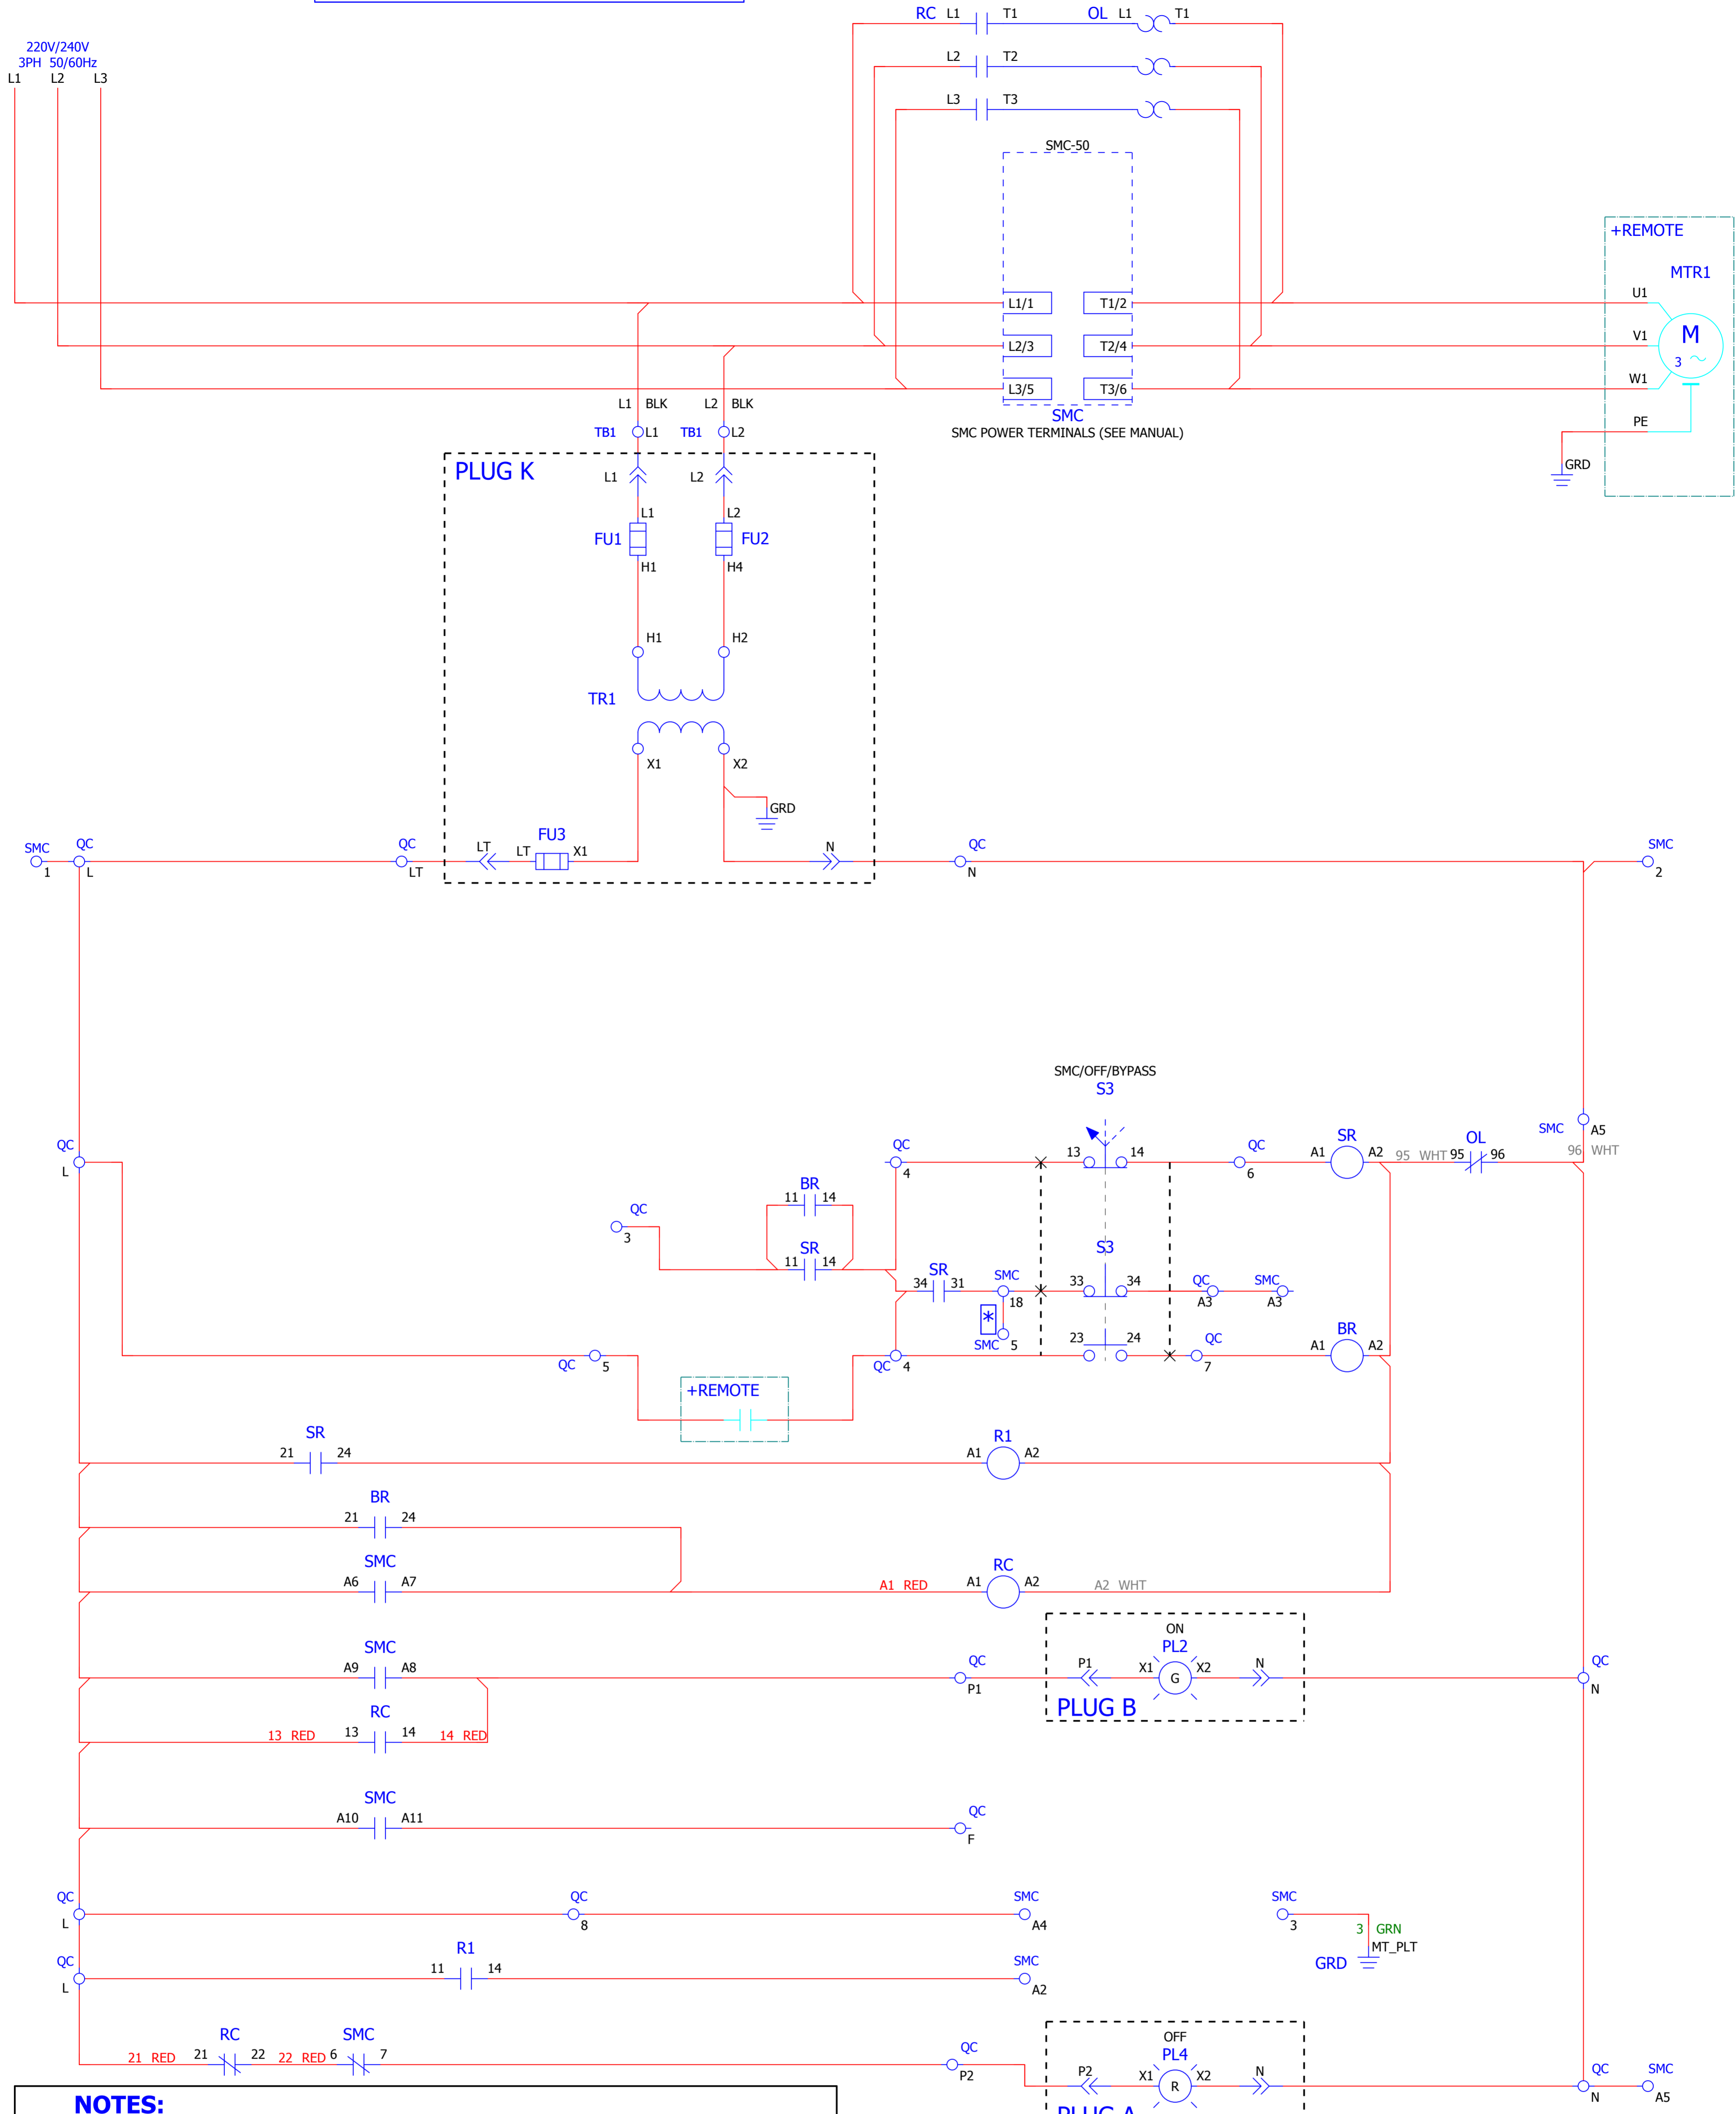 RC L1 T1 OL L1 T1
220V/240V
3PH 50/60Hz
L1 L2 L3
L2 T2
L3 T3
SMC-50
+REMOTE
MTR1
L1/1 T1/2 U1
L2/3 T2/4 V1
M
3
L3/5 T3/6 W1
L1 BLK L2 BLK
SMC
TB1 L1 TB1 L2
SMC POWER TERMINALS (SEE MANUAL)
PE
GRD
PLUG K
L1 L2
L1 L2
FU1 FU2
H1 H4
H1 H2
TR1
X1 X2
GRD
FU3
SMC QC QC LT LT X1 N QC SMC
1 L LT N 2
SMC/OFF/BYPASS
S3
SMC A5
QC QC 13 14 QC SR OL
A1 A2 95 WHT 95 96 96 WHT
L 4 6
BR
11 14
QC
3
SR S3
11 14
SR
34 31 SMC 33 34 QC SMC
18 A3 A3
*
SMC 5 23 24 QC BR
A1 A2
QC 5 QC 4 7
+REMOTE
SR R1
21 24 A1 A2
BR
21 24
SMC RC
A6 A7 A1 RED A1 A2 A2 WHT
ON
SMC PL2
A9 A8 QC P1 X1 G X2 N QC
P1 N
RC PLUG B
13 RED 13 14 14 RED
SMC
A10 A11 QC
F
QC QC SMC SMC
L 8 A4 3
3 GRN
R1 MT_PLT
QC 11 14 SMC GRD
L A2
OFF
RC SMC PL4
21 RED 21 22 22 RED 6 7 QC
P2 P2 X1 R X2 N QC SMC
N A5
NOTES:
PLUG A